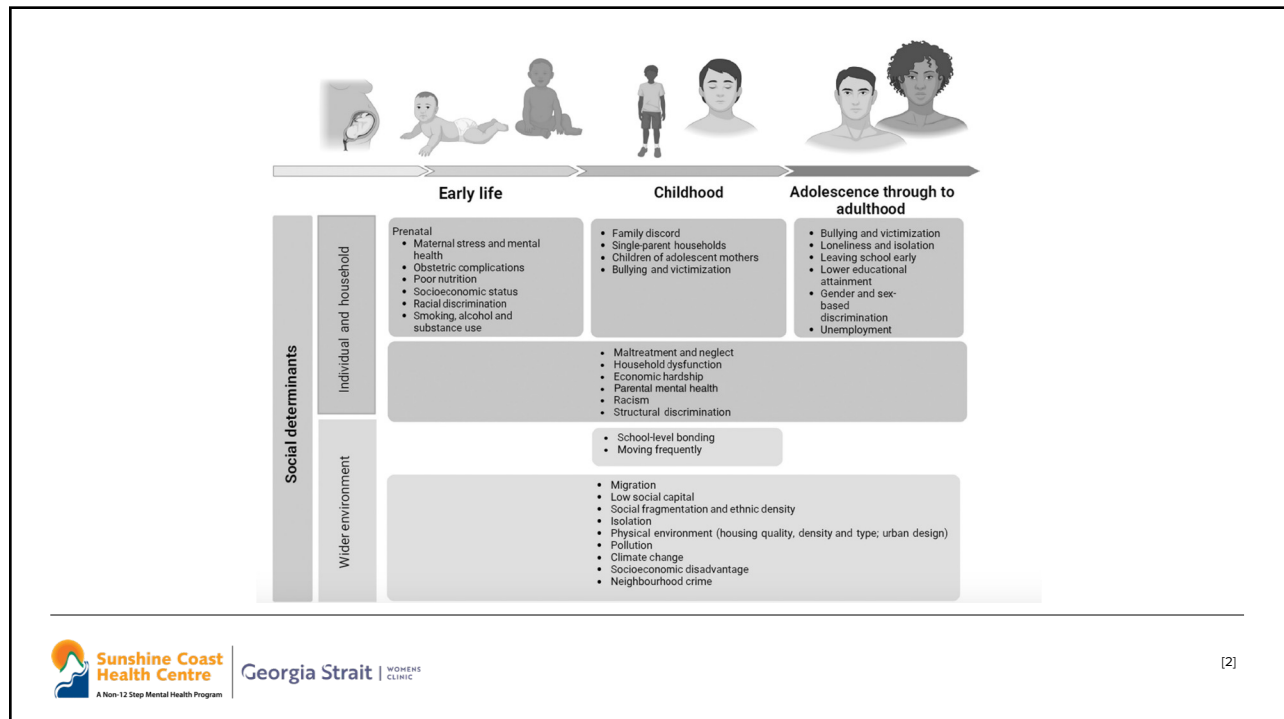 Early life
Childhood
Adolescence through to
adulthood
Social determinants
Individual and household
Prenatal
• Maternal stress and mental
health
• Obstetric complications
• Poor nutrition
• Socioeconomic status
• Racial discrimination
• Smoking, alcohol and
substance use
• Family discord
• Single-parent households
• Children of adolescent mothers
• Bullying and victimization
• Bullying and victimization
• Loneliness and isolation
• Leaving school early
• Lower educational
attainment
• Gender and sex-
based
discrimination
• Unemployment
• Maltreatment and neglect
• Household dysfunction
• Economic hardship
• Parental mental health
• Racism
• Structural discrimination
Wider environment
• School-level bonding
• Moving frequently
• Migration
• Low social capital
• Social fragmentation and ethnic density
• Isolation
• Physical environment (housing quality, density and type; urban design)
• Pollution
• Climate change
• Socioeconomic disadvantage
• Neighbourhood crime
Sunshine Coast
Health Centre
A Non-12 Step Mental Health Program
Georgia Strait | WOMENS
CLINIC
[2]